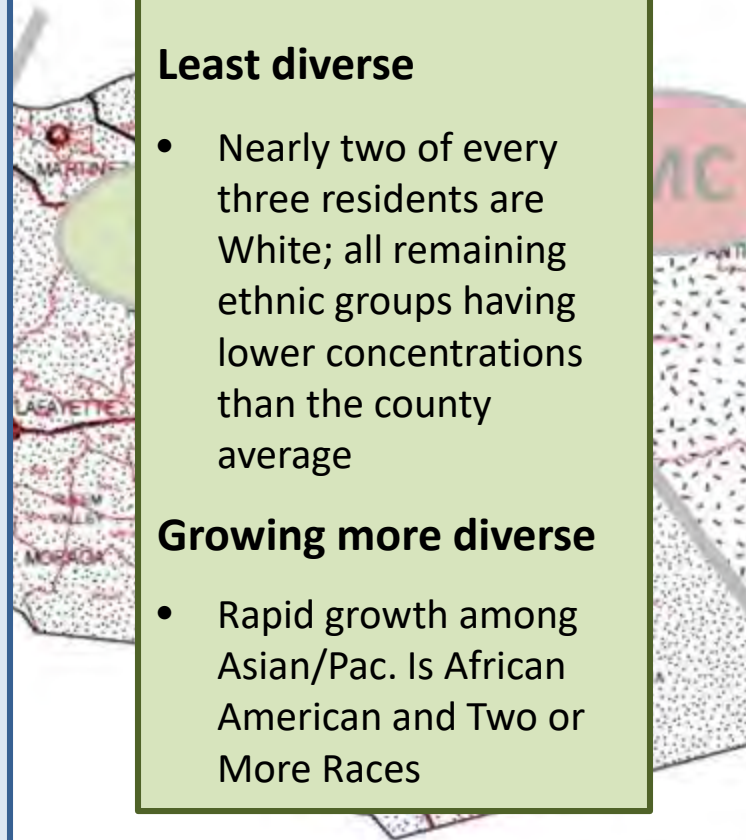 Least diverse
• Nearly two of every
three residents are
White; all remaining
ethnic groups having
lower concentrations
than the county
average
Growing more diverse
• Rapid growth among
Asian/Pac. Is African
American and Two or
More Races
MC
LAFAYETTE
MORAGA
VALLEY